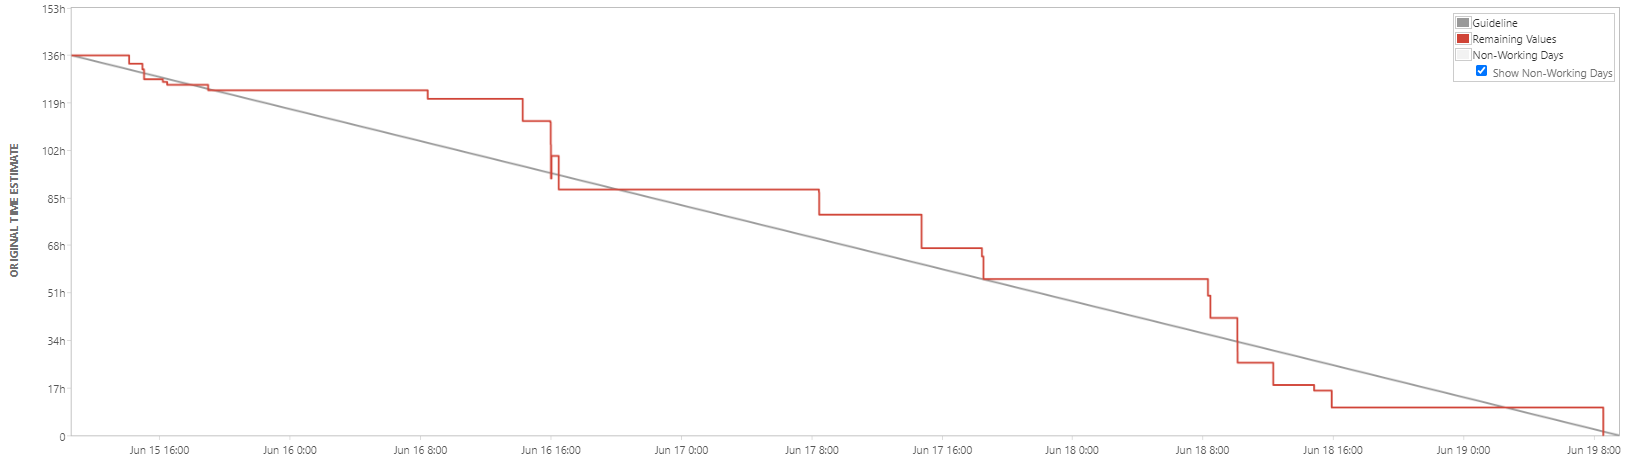 153h
136h
119h
102h
85h
68h
51h
34h
17h
0
ORIGINAL TIME ESTIMATE
Guideline
Remaining Values
Non-Working Days
Show Non-Working Days
Jun 15 16:00
Jun 16 0:00
Jun 16 8:00
Jun 16 16:00
Jun 17 0:00
Jun 17 8:00
Jun 17 16:00
Jun 18 0:00
Jun 18 8:00
Jun 18 16:00
Jun 19 0:00
Jun 19 8:00